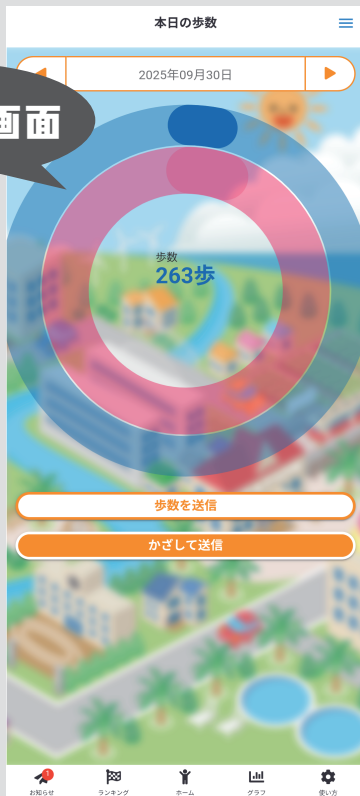 本日の歩数
2025年09月30日
画面
歩数
263歩
歩数を送信
かざして送信
1
お知らせ
ランキング
ホーム
グラフ
使い方